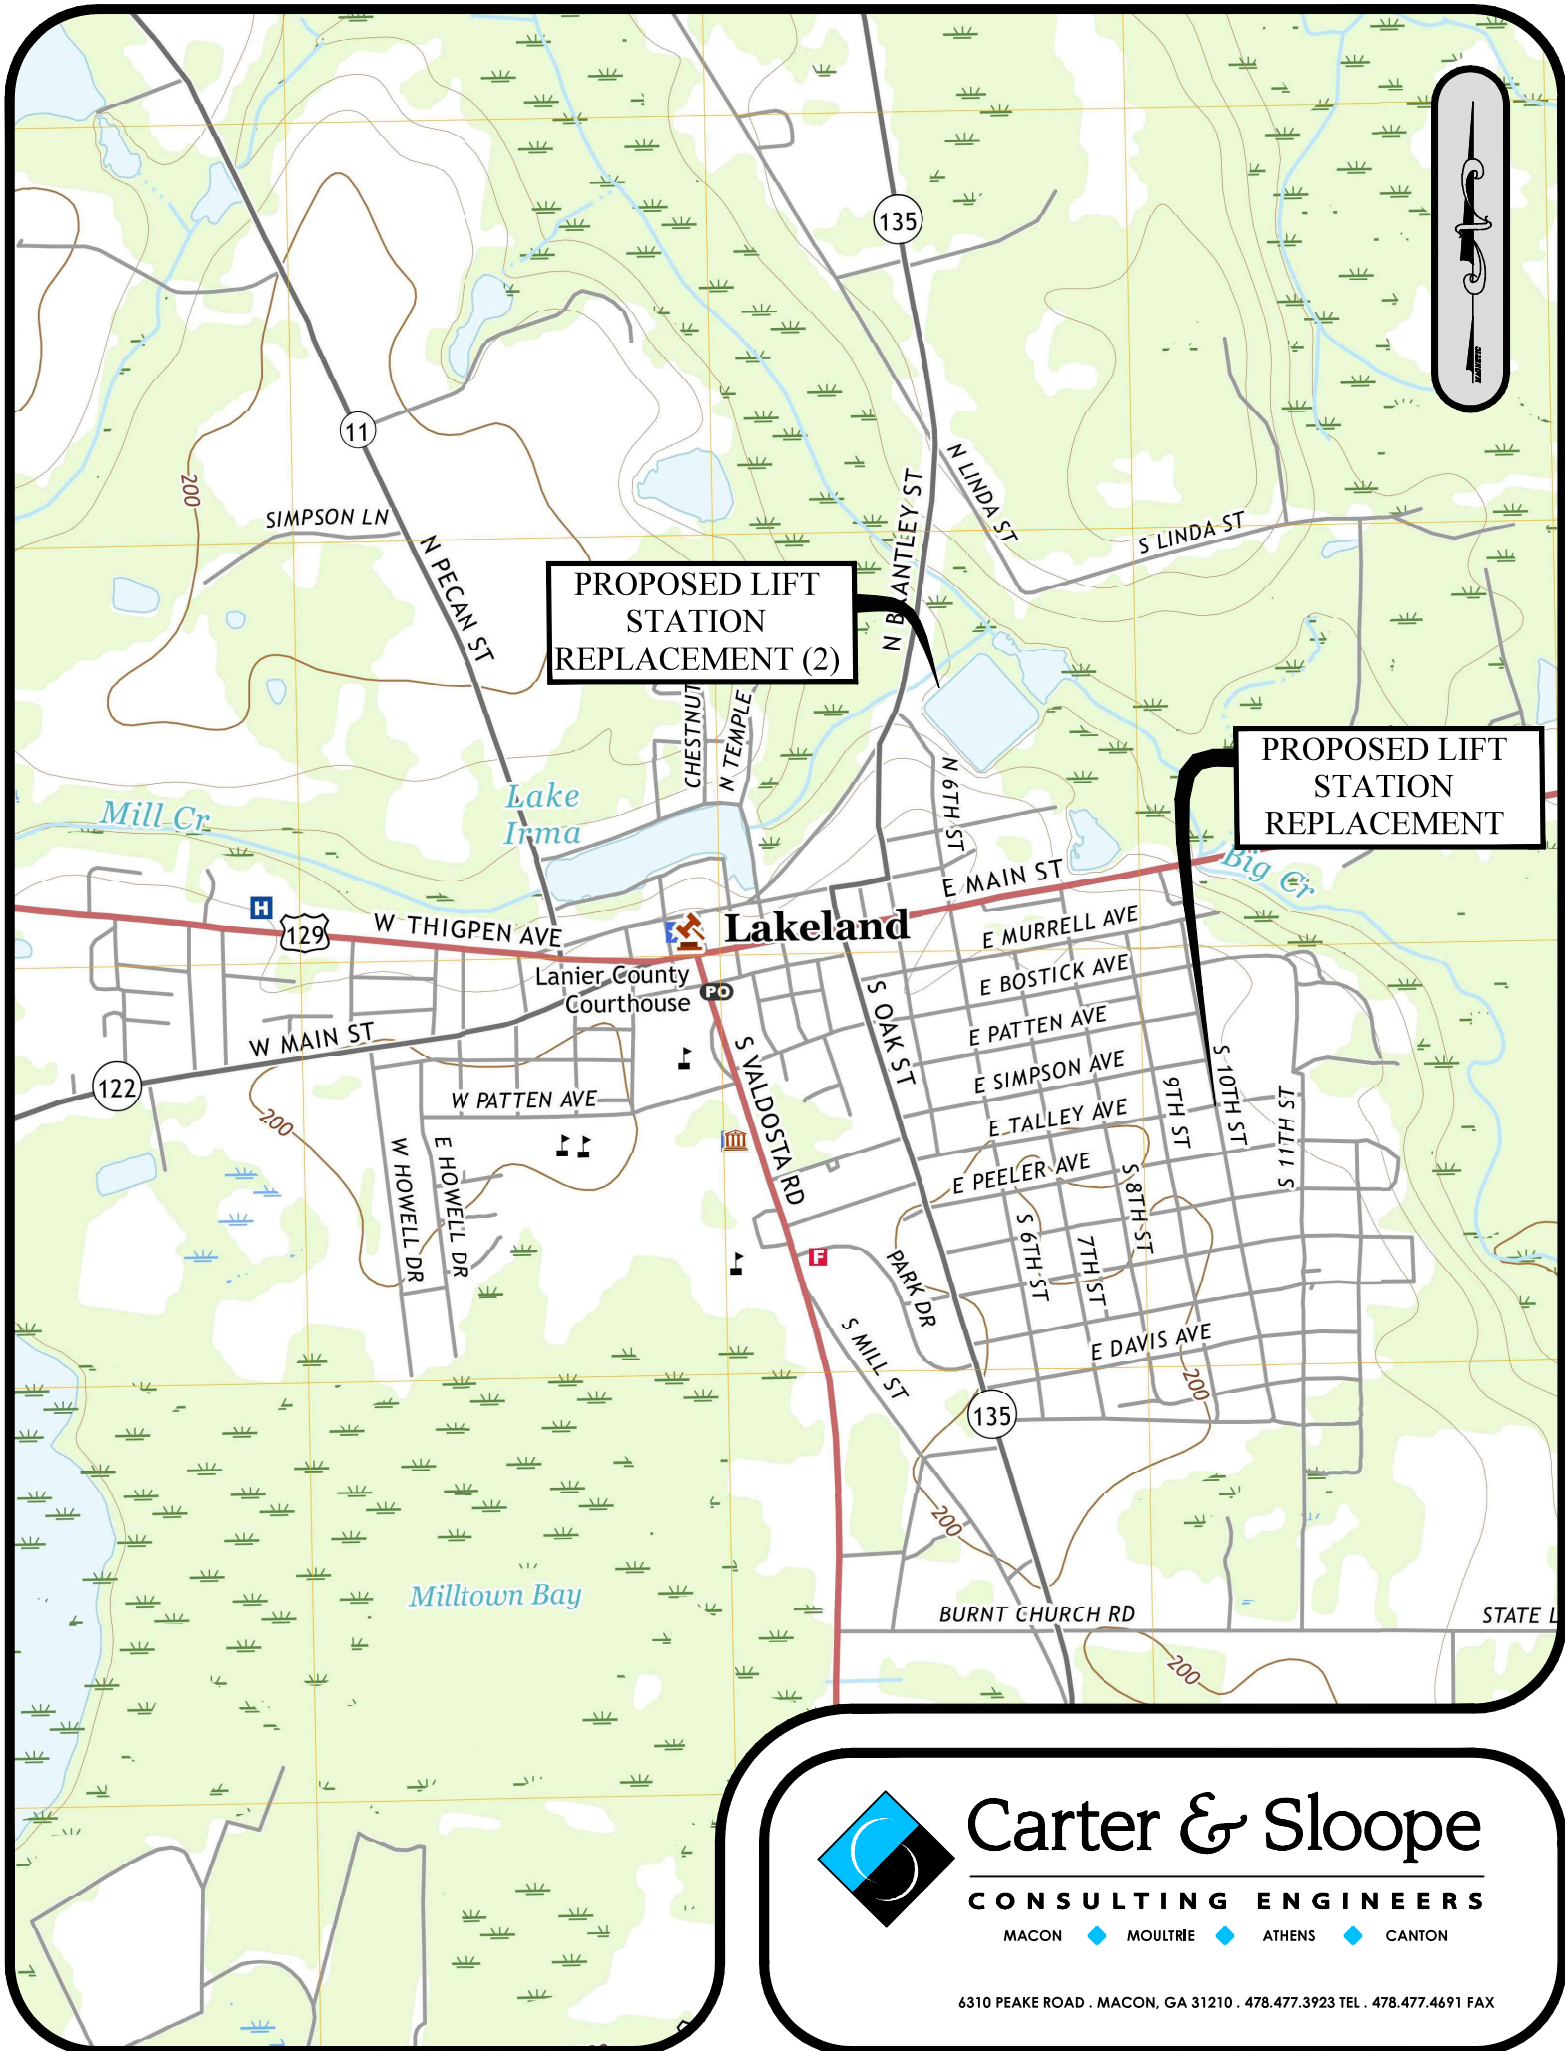 135
11
200
SIMPSON LN
N PECAN ST
N BRANTLEY ST
N LINDA ST
S LINDA ST
PROPOSED LIFT
STATION
REPLACEMENT (2)
CHESTNUT
N TEMPLE
N 6TH ST
PROPOSED LIFT
STATION
REPLACEMENT
Mill Cr
Lake
Irma
Big Cr
E MAIN ST
H
129
W THIGPEN AVE
Lakeland
E MURRELL AVE
Lanier County
Courthouse
PO
E BOSTICK AVE
S OAK ST
E PATTEN AVE
W MAIN ST
S VALDOSTA RD
E SIMPSON AVE
122
200
W PATTEN AVE
E TALLEY AVE
9TH ST
S 10TH ST
S 11TH ST
W HOWELL DR
E HOWELL DR
E PEELER AVE
S 8TH ST
S 6TH ST
7TH ST
F
PARK DR
S MILL ST
E DAVIS AVE
200
135
200
Milltown Bay
BURNT CHURCH RD
STATE L
200
Carter & Sloope
CONSULTING ENGINEERS
MACON MOULTRIE ATHENS CANTON
6310 PEAKE ROAD . MACON, GA 31210 . 478.477.3923 TEL . 478.477.4691 FAX